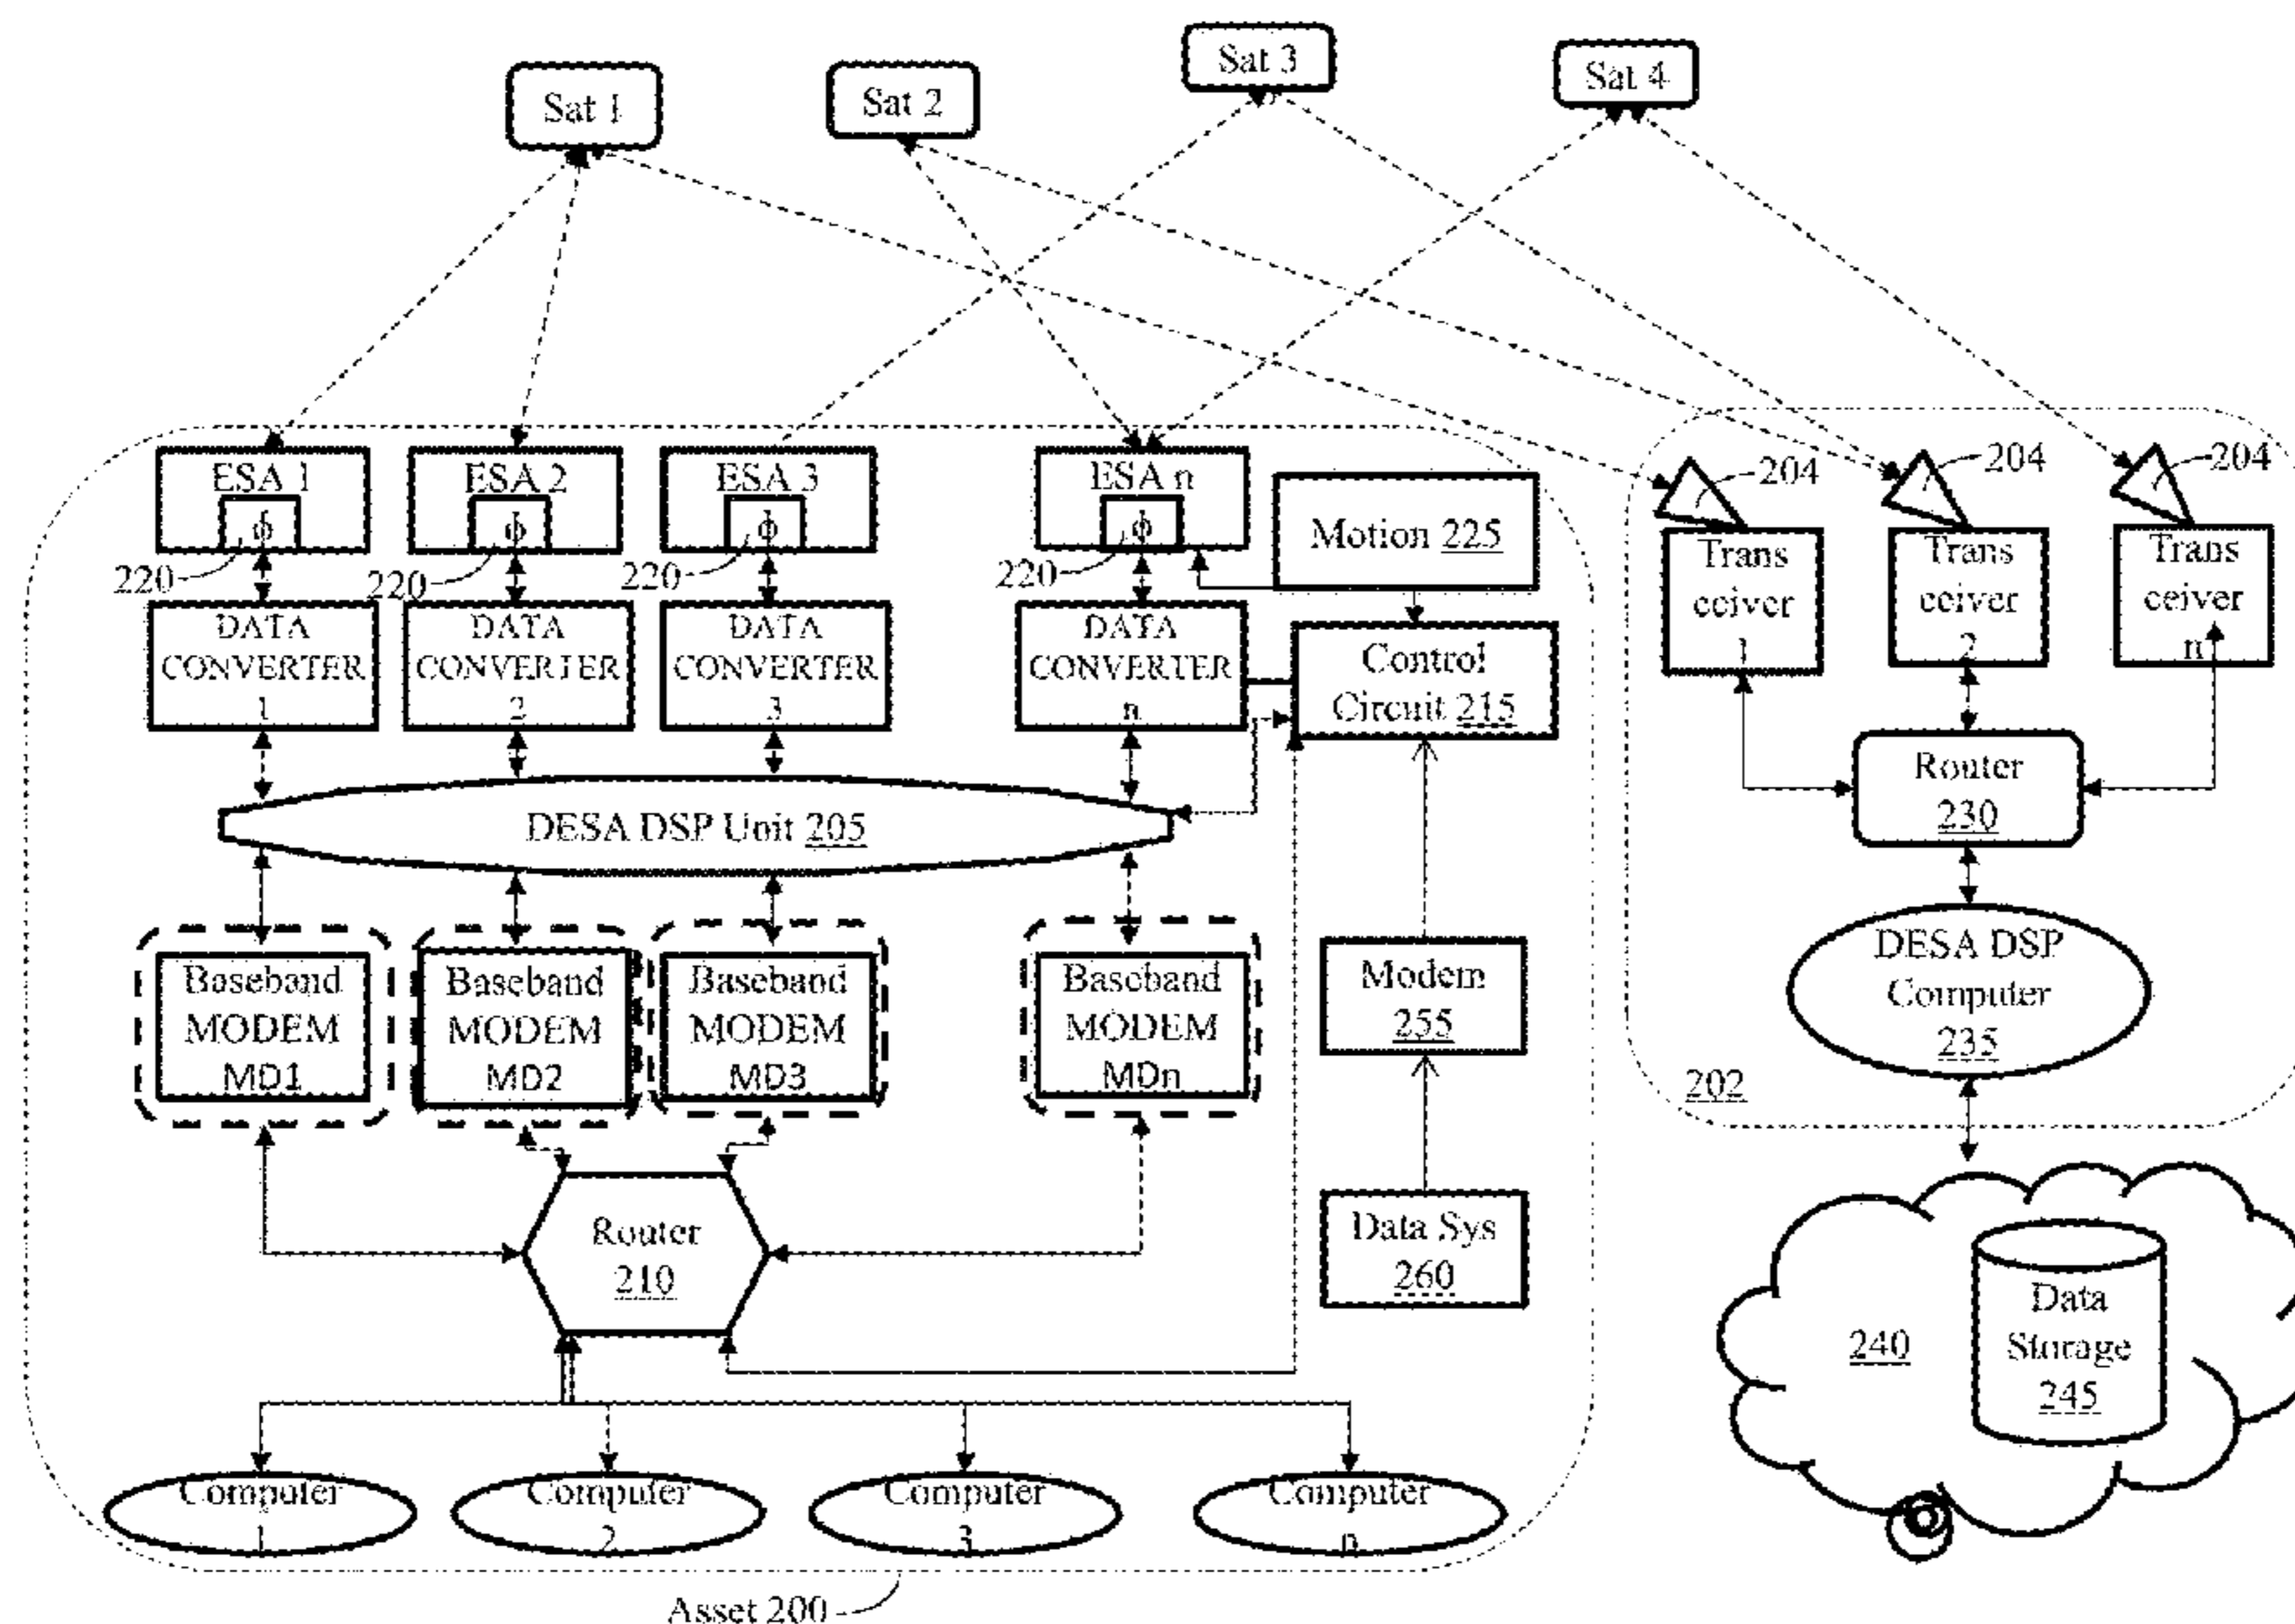 Sat 1
Sat 2
Sat 3
Sat 4
ESA 1
ϕ
220
ESA 2
ϕ
220
ESA 3
ϕ
220
ESA n
ϕ
220
Motion 225
DATA
CONVERTER
1
DATA
CONVERTER
2
DATA
CONVERTER
3
DATA
CONVERTER
n
Control
Circuit 215
DESA DSP Unit 205
Baseband
MODEM
MD1
Baseband
MODEM
MD2
Baseband
MODEM
MD3
Baseband
MODEM
MDn
Modem
255
Router
210
Data Sys
260
Computer
1
Computer
2
Computer
3
Computer
n
Asset 200
204
204
204
Trans
ceiver
1
Trans
ceiver
2
Trans
ceiver
n
Router
230
DESA DSP
Computer
235
202
240
Data
Storage
245